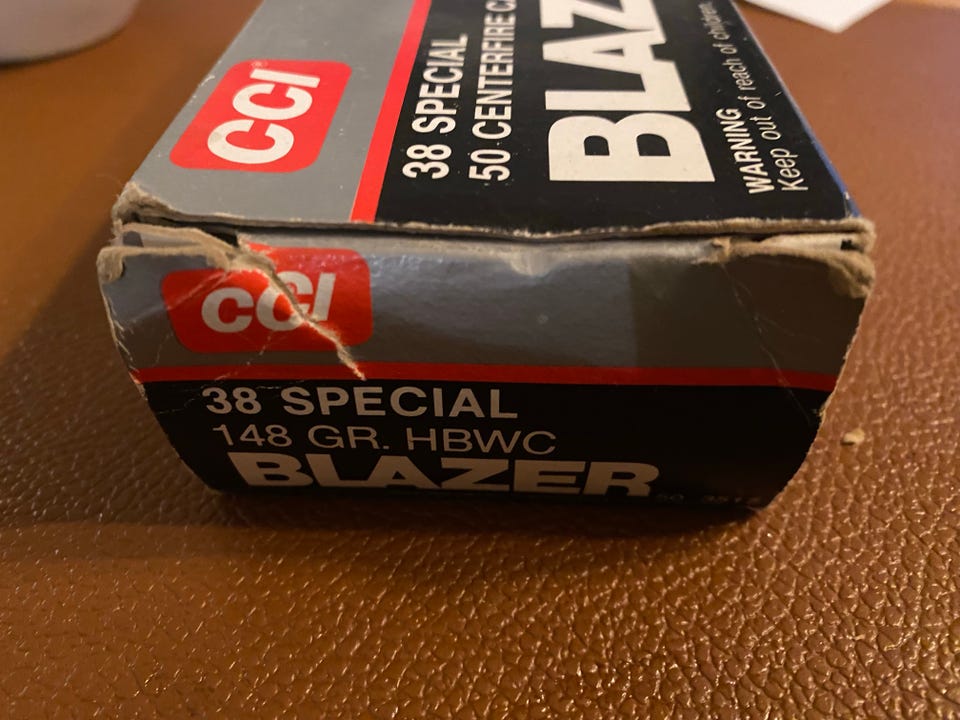 CCI
38 SPECIAL
50 CENTERFIRE
BLAZ
WARNING
Keep out of reach of children.
CCI
38 SPECIAL
148 GR. HBWC
BLAZER